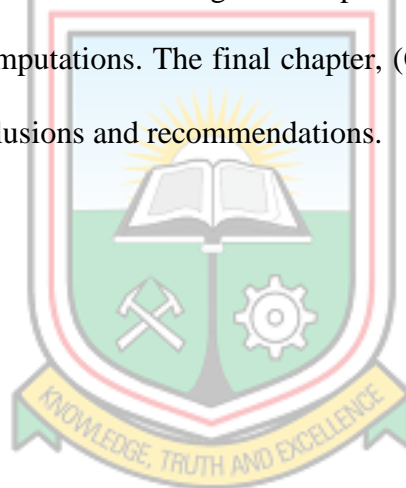 mputations. The final chapter, (
lusions and recommendations.
KNOWLEDGE, TRUTH AND EXCELLENCE